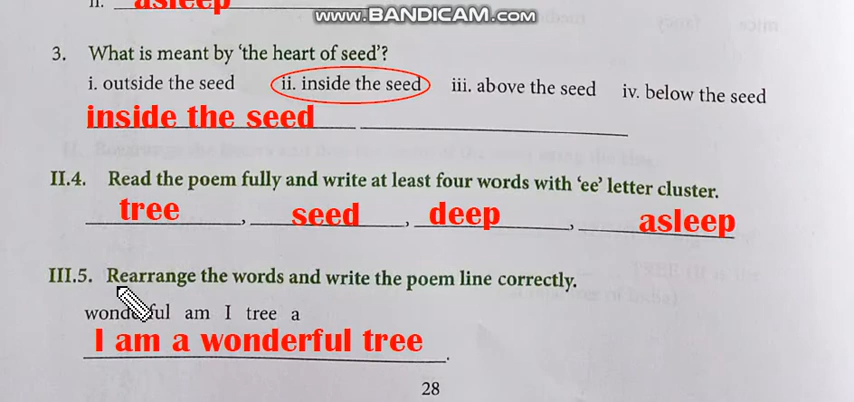 ii. asleep
www.BANDICAM.com
3. What is meant by ‘the heart of seed’?
i. outside the seed ii. inside the seed iii. above the seed iv. below the seed
inside the seed
II.4. Read the poem fully and write at least four words with ‘ee’ letter cluster.
tree, seed, deep, asleep
III.5. Rearrange the words and write the poem line correctly.
wonderful am I tree a
I am a wonderful tree.
28